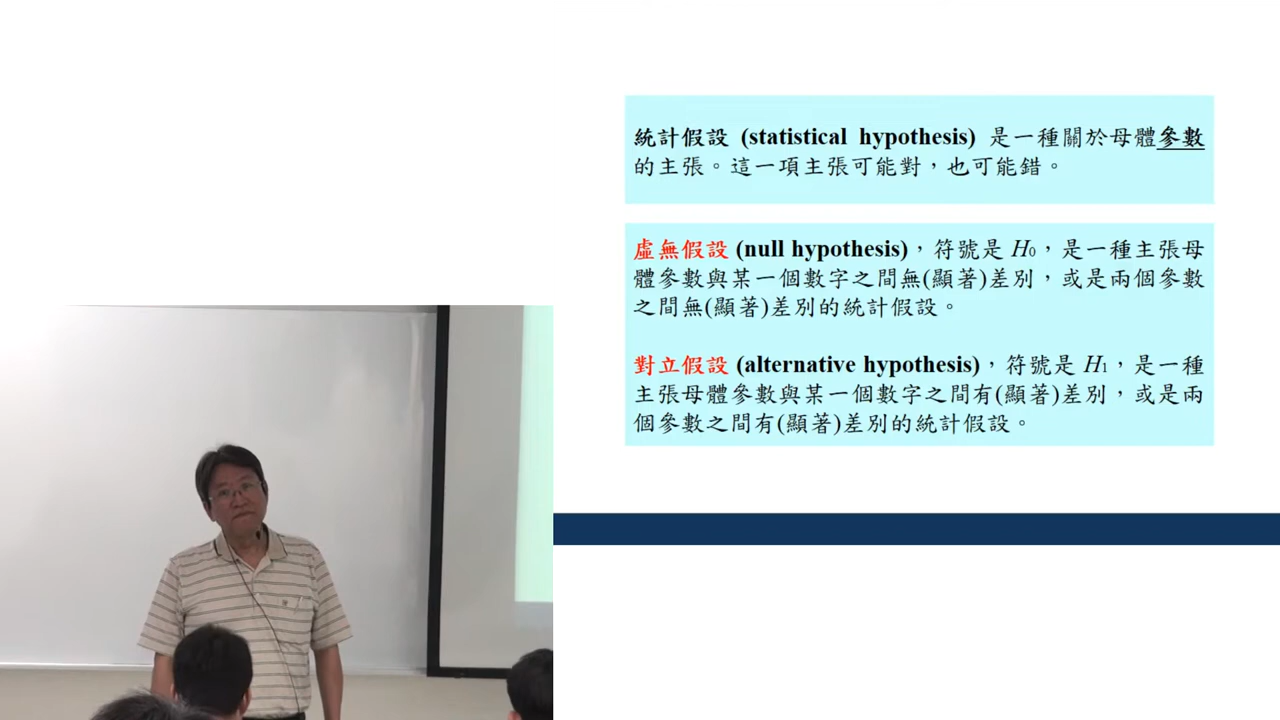 統計假設 (statistical hypothesis) 是一種關於母體參數
的主張。這一項主張可能對，也可能錯。
虛無假設 (null hypothesis)，符號是 H0，是一種主張母
體參數與某一個數字之間無(顯著)差別，或是兩個參數
之間無(顯著)差別的統計假設。
對立假設 (alternative hypothesis)，符號是 H1，是一種
主張母體參數與某一個數字之間有(顯著)差別，或是兩
個參數之間有(顯著)差別的統計假設。